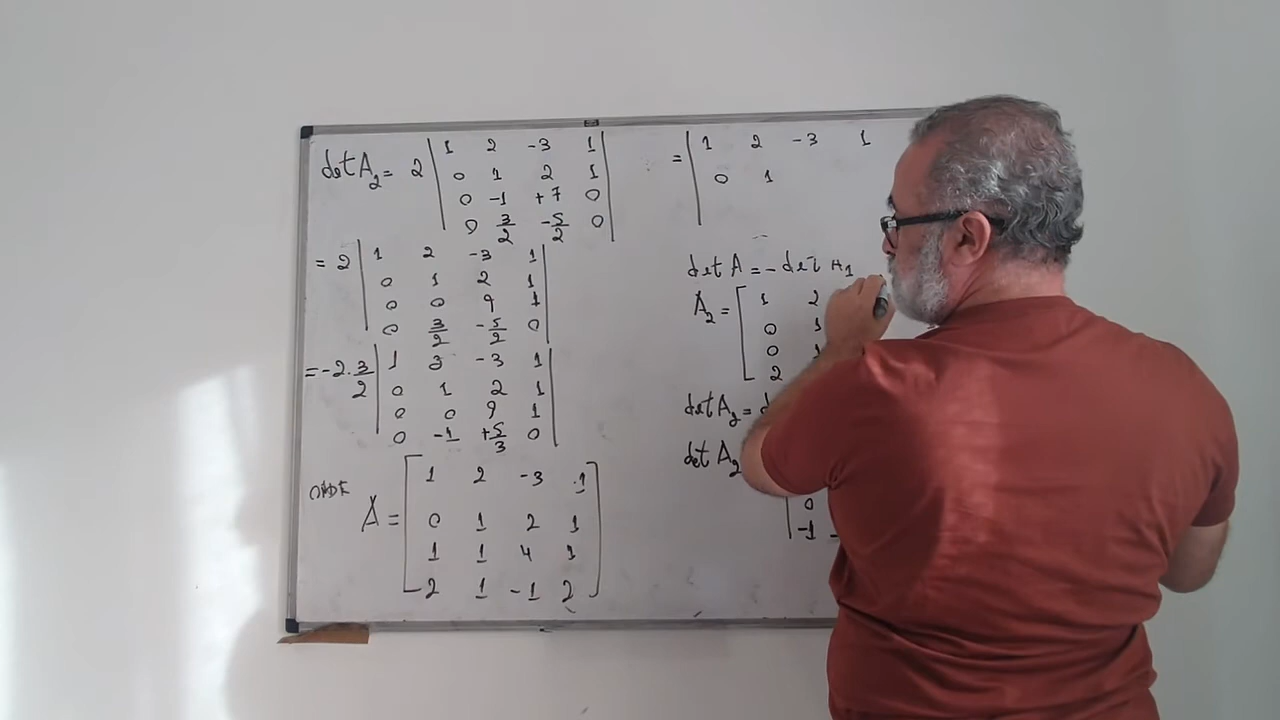 det A₂ = 2 | 1 2 -3 1 |
| 0 1 2 1 |
| 0 -1 +7 0 |
| 0 3/2 -5/2 0 |
= 2 | 1 2 -3 1 |
| 0 1 2 1 |
| 0 0 9 1 |
| 0 3/2 -5/2 0 |
= -2.3/2 | 1 3 -3 1 |
| 0 1 2 1 |
| 0 0 9 1 |
| 0 -1 +5/3 0 |
ONDE
A = [ 1 2 -3 1 ]
[ 0 1 2 1 ]
[ 1 1 4 1 ]
[ 2 1 -1 2 ]
= | 1 2 -3 1
| 0 1
det A = - det A₁
A₂ = [ 1 2
0 1
0 1
2
det A₂ =
det A₂
0
-1